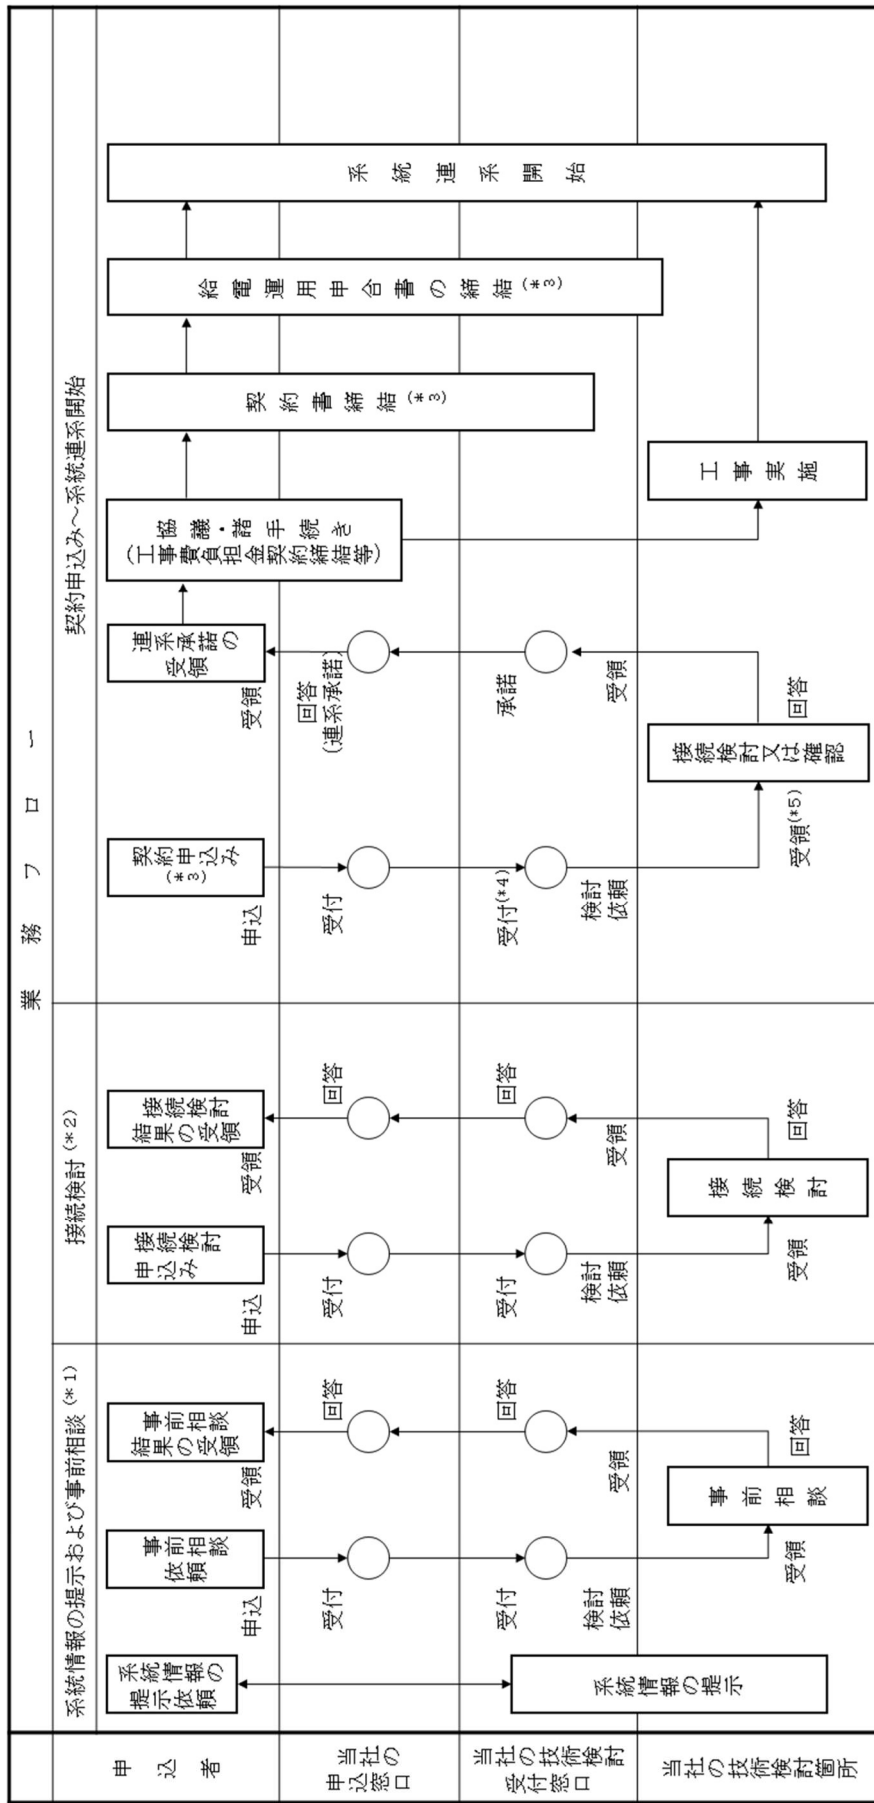 業務フロー
系統情報の提示および事前相談(*1)
接続検討(*2)
契約申込み～系統連系開始
申込者
系統情報の
提示依頼
事前相談
依頼
申込
事前相談
結果の受領
受領
接続検討
申込み
申込
接続検討
結果の受領
受領
契約申込み
(*3)
申込
連系承諾の
受領
受領
協議・諸手続き
(工事費負担金契約締結等)
契約書締結(*3)
給電運用申合書の締結(*3)
系統連系開始
当社の
申込窓口
受付
回答
受付
回答
受付
回答
(連系承諾)
当社の技術検討
受付窓口
系統情報の提示
受付
検討
依頼
回答
受領
受付
検討
依頼
回答
受領
受付(*4)
検討
依頼
承諾
受領
当社の技術検討箇所
受領
事前相談
回答
受領
接続検討
回答
受領(*5)
接続検討又は確認
回答
工事実施